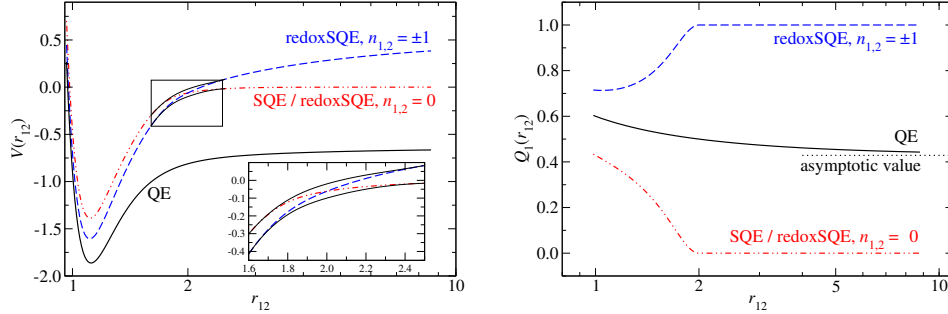 0.5
0.0
-0.5
-1.0
-1.5
-2.0
V(r₁₂)
redoxSQE, n₁,₂ = ±1
SQE / redoxSQE, n₁,₂ = 0
QE
0.0
-0.1
-0.2
-0.3
-0.4
1.6 1.8 2.0 2.2 2.4
1 2 10
r₁₂
1.0
0.8
0.6
0.4
0.2
0.0
Q₁(r₁₂)
redoxSQE, n₁,₂ = ±1
QE
asymptotic value
SQE / redoxSQE, n₁,₂ = 0
1 2 5 10
r₁₂